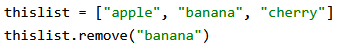 thislist = ["apple", "banana", "cherry"]
thislist.remove("banana")